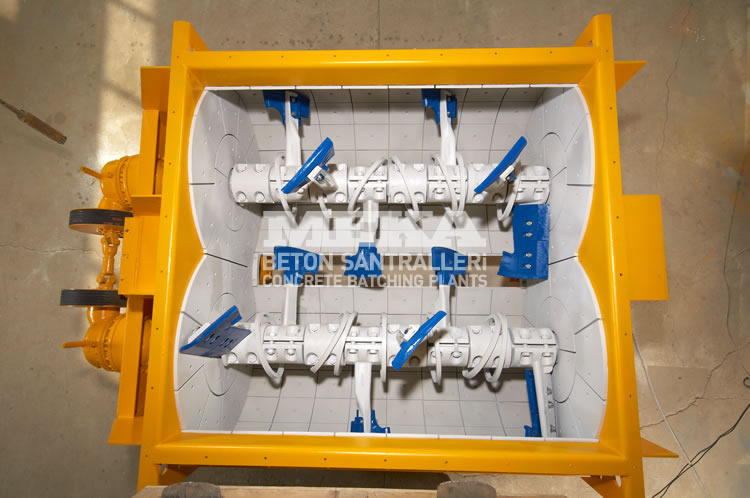 MEKA
BETON SANTRALLERİ
CONCRETE BATCHING PLANTS